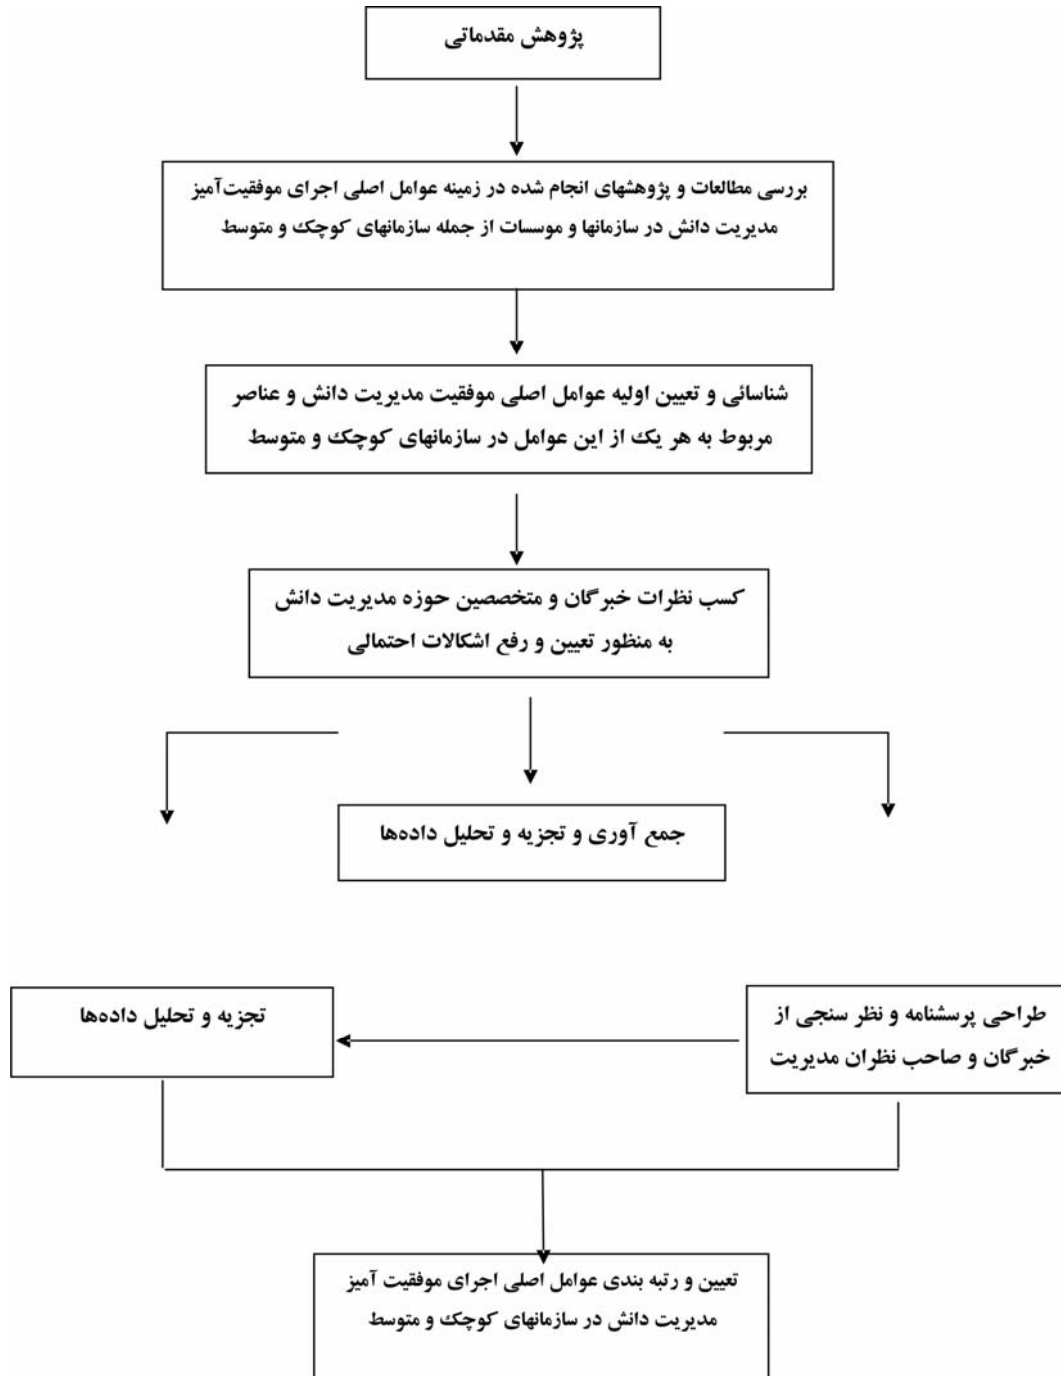 پژوهش مقدماتی
بررسی مطالعات و پژوهشهای انجام شده در زمینه عوامل اصلی اجرای موفقیت‌آمیز
مدیریت دانش در سازمانها و موسسات از جمله سازمانهای کوچک و متوسط
شناسائی و تعیین اولیه عوامل اصلی موفقیت مدیریت دانش و عناصر
مربوط به هر یک از این عوامل در سازمانهای کوچک و متوسط
کسب نظرات خبرگان و متخصصین حوزه مدیریت دانش
به منظور تعیین و رفع اشکالات احتمالی
جمع آوری و تجزیه و تحلیل داده‌ها
طراحی پرسشنامه و نظر سنجی از
خبرگان و صاحب نظران مدیریت
تجزیه و تحلیل داده‌ها
تعیین و رتبه بندی عوامل اصلی اجرای موفقیت آمیز
مدیریت دانش در سازمانهای کوچک و متوسط